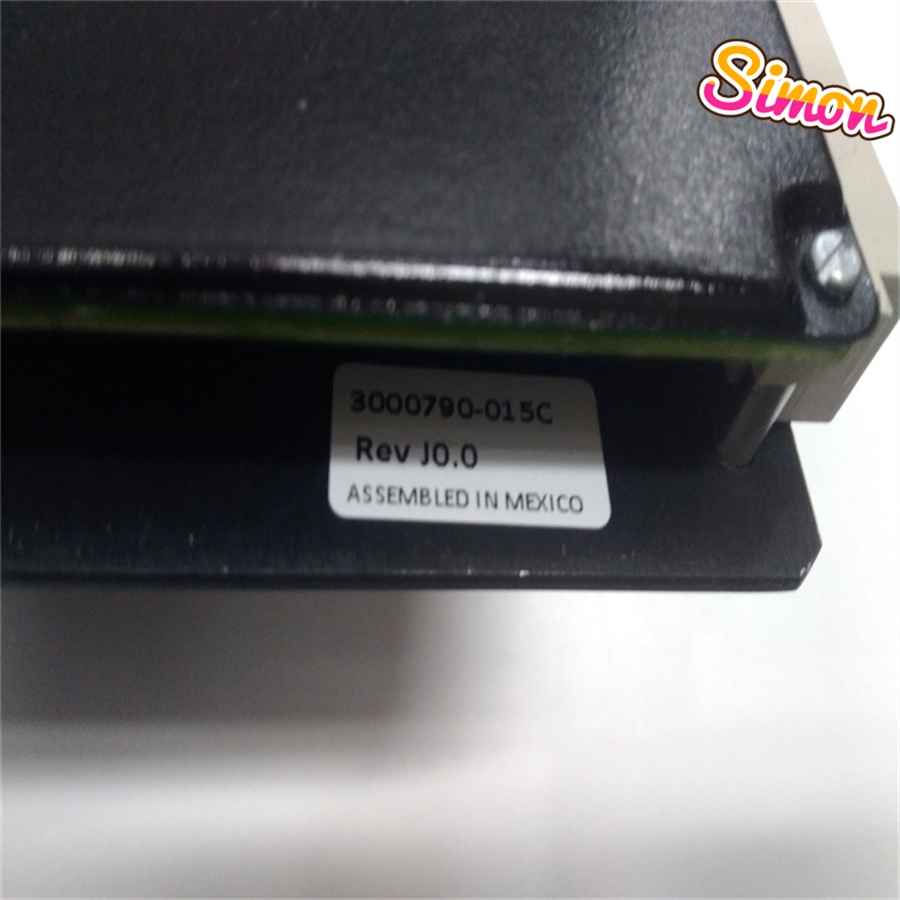 Simon
3000790-015C
Rev J0.0
ASSEMBLED IN MEXICO